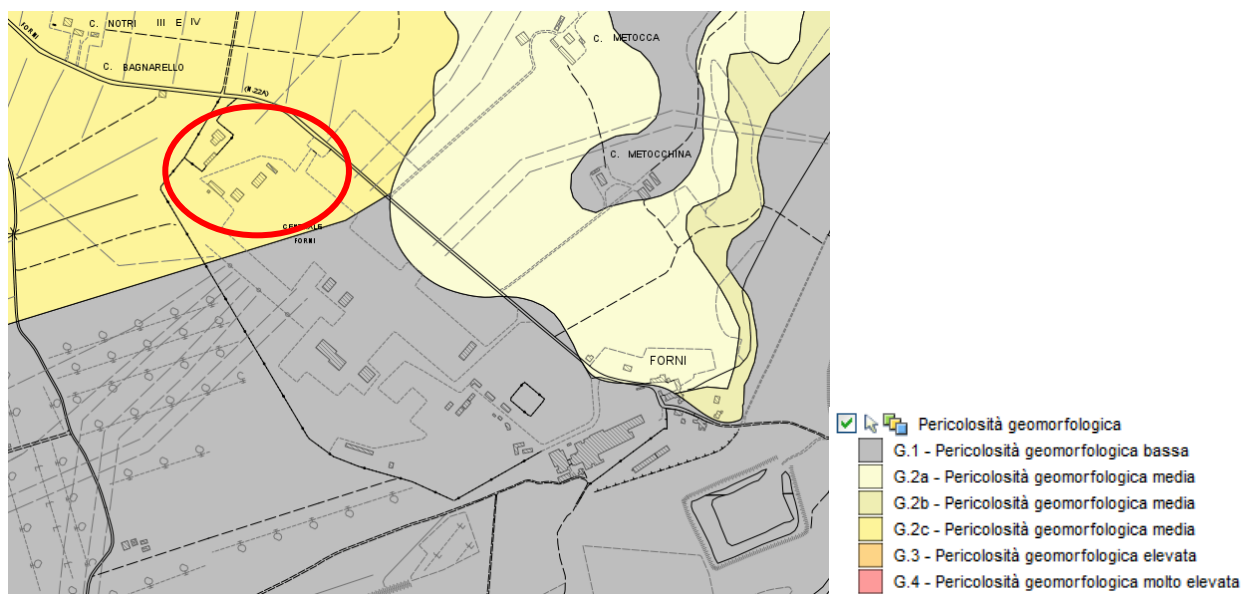 C. NOTRI III E IV
FORNI
C. BAGNARELLO
C. METOCCA
C. METOCCHINA
CENTRALE
FORNI
FORNI
Pericolosità geomorfologica
G.1 - Pericolosità geomorfologica bassa
G.2a - Pericolosità geomorfologica media
G.2b - Pericolosità geomorfologica media
G.2c - Pericolosità geomorfologica media
G.3 - Pericolosità geomorfologica elevata
G.4 - Pericolosità geomorfologica molto elevata